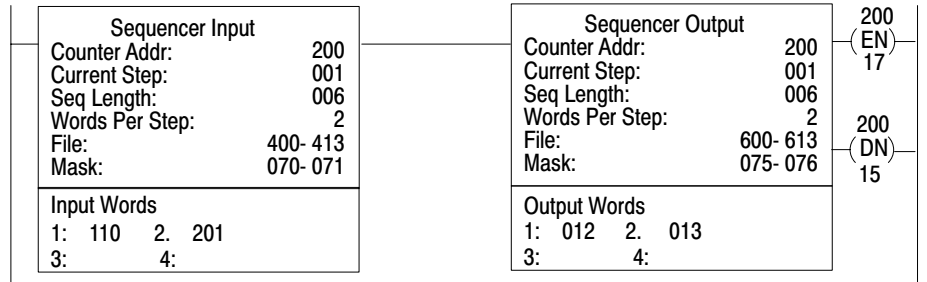 Sequencer Input
Counter Addr: 200
Current Step: 001
Seq Length: 006
Words Per Step: 2
File: 400- 413
Mask: 070- 071
Input Words
1: 110 2. 201
3: 4:
Sequencer Output
Counter Addr: 200
Current Step: 001
Seq Length: 006
Words Per Step: 2
File: 600- 613
Mask: 075- 076
Output Words
1: 012 2. 013
3: 4:
200
(EN)
17
200
(DN)
15